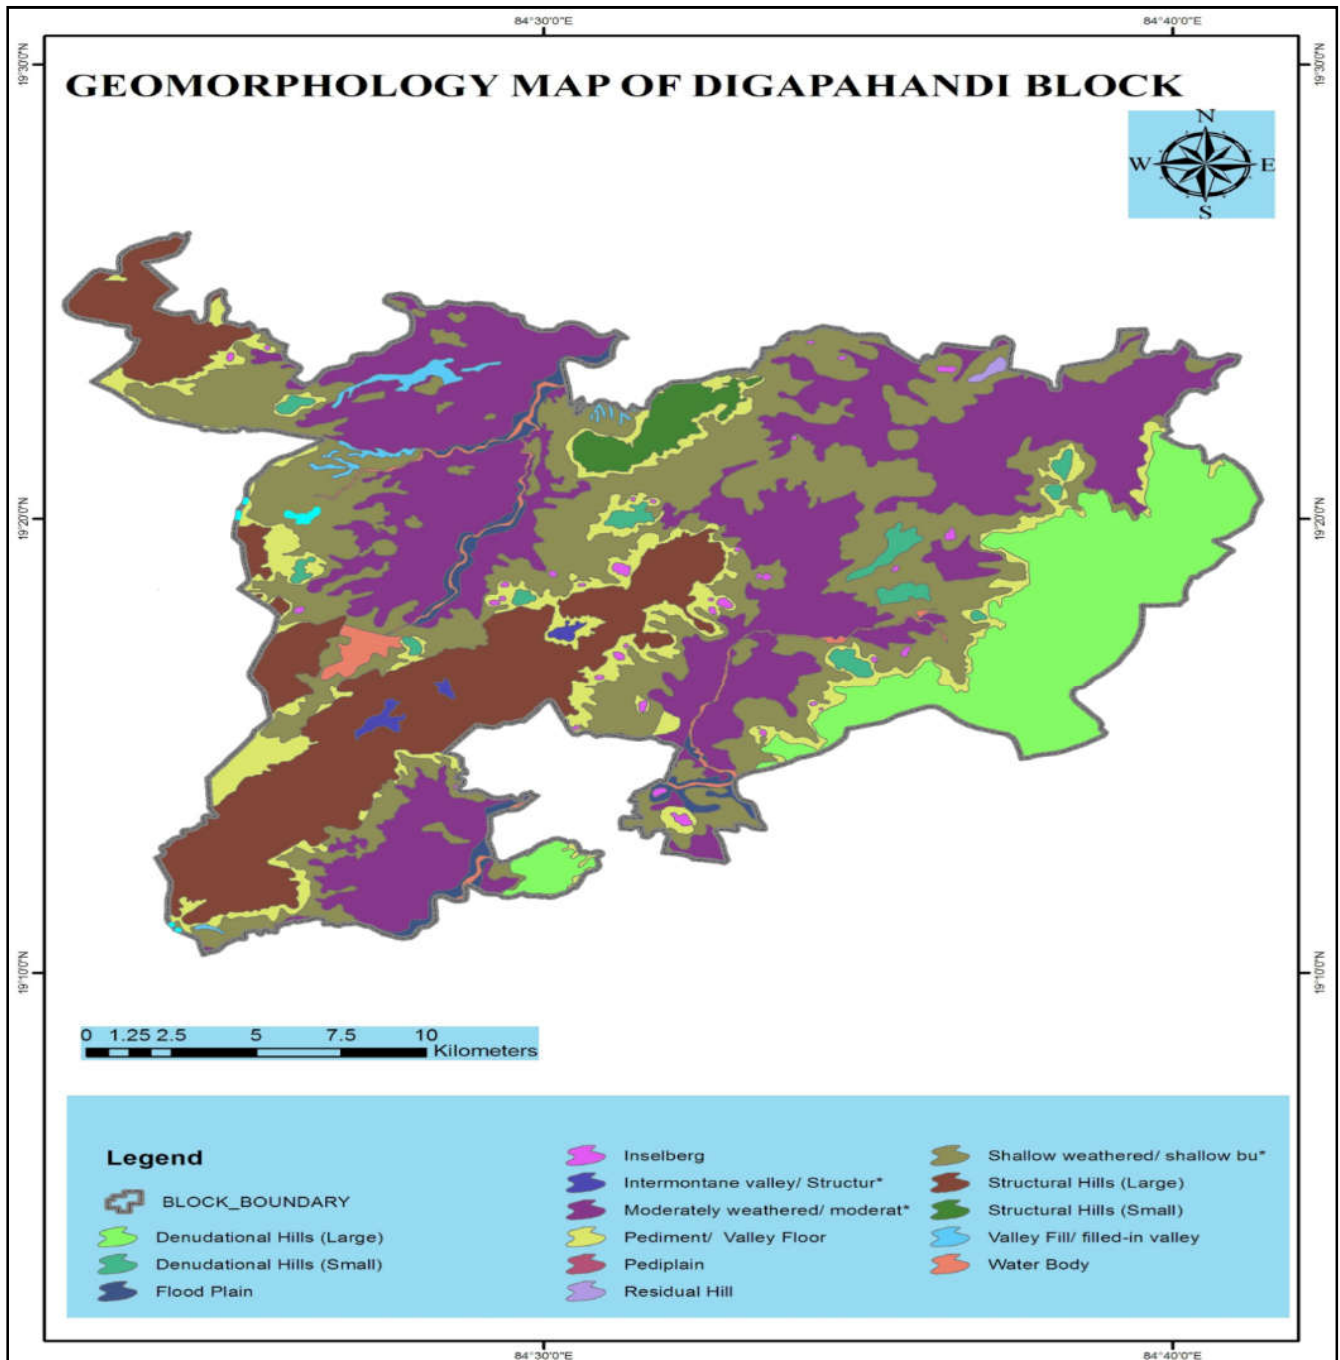 84°30'0"E 84°40'0"E
19°30'0"N 19°30'0"N
GEOMORPHOLOGY MAP OF DIGAPAHANDI BLOCK
N
W E
S
19°20'0"N 19°20'0"N
19°10'0"N 19°10'0"N
0 1.25 2.5 5 7.5 10
Kilometers
Legend
BLOCK_BOUNDARY
Denudational Hills (Large)
Denudational Hills (Small)
Flood Plain
Inselberg
Intermontane valley/ Structur*
Moderately weathered/ moderat*
Pediment/ Valley Floor
Pediplain
Residual Hill
Shallow weathered/ shallow bu*
Structural Hills (Large)
Structural Hills (Small)
Valley Fill/ filled-in valley
Water Body
84°30'0"E 84°40'0"E